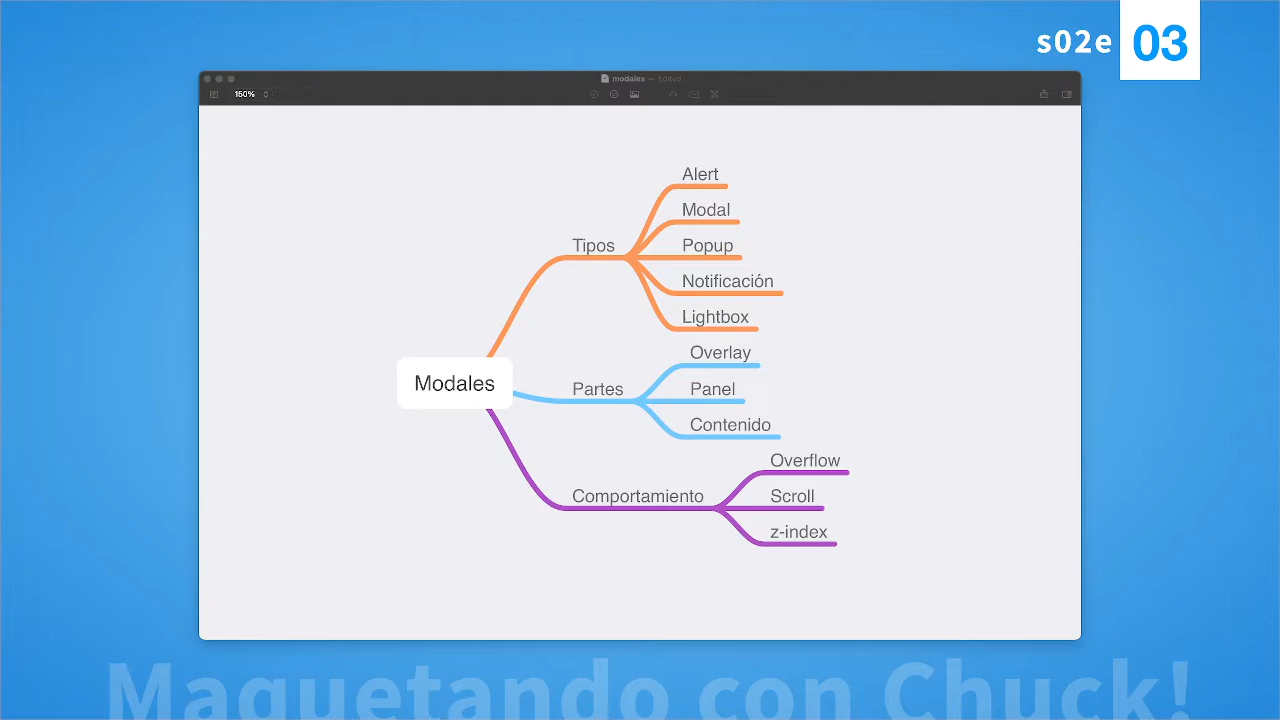 s02e 03
modales — Edited
150%
Alert
Modal
Tipos
Popup
Notificación
Lightbox
Overlay
Modales
Partes
Panel
Contenido
Overflow
Comportamiento
Scroll
z-index
Maquetando con Chuck!